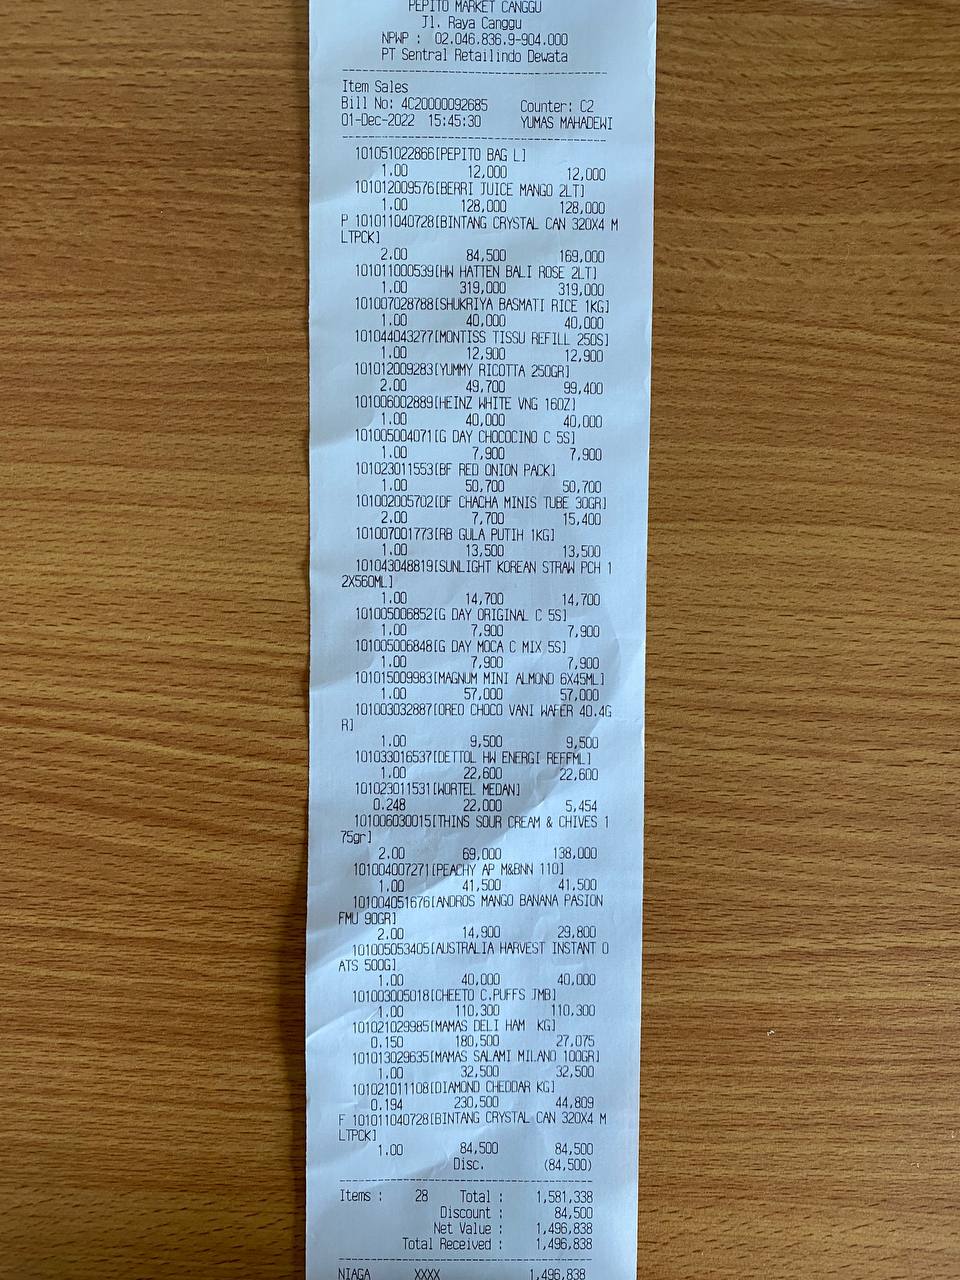 PEPITO MARKET CANGGU
Jl. Raya Canggu
NPWP : 02.046.836.9-904.000
PT Sentral Retailindo Dewata
Item Sales
Bill No: 4C20000092685 Counter: C2
01-Dec-2022 15:45:30 YUMAS MAHADEWI
101051022866[PEPITO BAG L]
1.00 12,000 12,000
101012009576[BERRI JUICE MANGO 2LT]
1.00 128,000 128,000
P 101011040728[BINTANG CRYSTAL CAN 320X4 M
LTPCK]
2.00 84,500 169,000
101011000539[HW HATTEN BALI ROSE 2LT]
1.00 319,000 319,000
101007028788[SHUKRIYA BASMATI RICE 1KG]
1.00 40,000 40,000
101044043277[MONTISS TISSU REFILL 250S]
1.00 12,900 12,900
101012009283[YUMMY RICOTTA 250GR]
2.00 49,700 99,400
101006002889[HEINZ WHITE VNG 16OZ]
1.00 40,000 40,000
101005004071[G DAY CHOCOCINO C 5S]
1.00 7,900 7,900
101023011553[BF RED ONION PACK]
1.00 50,700 50,700
101002005702[DF CHACHA MINIS TUBE 30GR]
2.00 7,700 15,400
101007001773[RB GULA PUTIH 1KG]
1.00 13,500 13,500
101043048819[SUNLIGHT KOREAN STRAW PCH 1
2X560ML]
1.00 14,700 14,700
101005006852[G DAY ORIGINAL C 5S]
1.00 7,900 7,900
101005006848[G DAY MOCA C MIX 5S]
1.00 7,900 7,900
101015009983[MAGNUM MINI ALMOND 6X45ML]
1.00 57,000 57,000
101003032887[OREO CHOCO VANI WAFER 40.4G
R]
1.00 9,500 9,500
101033016537[DETTOL HW ENERGI REFFML]
1.00 22,600 22,600
101023011531[WORTEL MEDAN]
0.248 22,000 5,454
101006030015[THINS SOUR CREAM & CHIVES 1
75gr]
2.00 69,000 138,000
101004007271[PEACHY AP M&BNN 110]
1.00 41,500 41,500
101004051676[ANDROS MANGO BANANA PASION
FMU 90GR]
2.00 14,900 29,800
101005053405[AUSTRALIA HARVEST INSTANT O
ATS 500G]
1.00 40,000 40,000
101003005018[CHEETO C.PUFFS JMB]
1.00 110,300 110,300
101021029985[MAMAS DELI HAM KG]
0.150 180,500 27,075
101013029635[MAMAS SALAMI MILANO 100GR]
1.00 32,500 32,500
101021011108[DIAMOND CHEDDAR KG]
0.194 230,500 44,809
F 101011040728[BINTANG CRYSTAL CAN 320X4 M
LTPCK]
1.00 84,500 84,500
Disc. (84,500)
Items : 28 Total : 1,581,338
Discount : 84,500
Net Value : 1,496,838
Total Received : 1,496,838
NIAGA XXXX 1,496,838